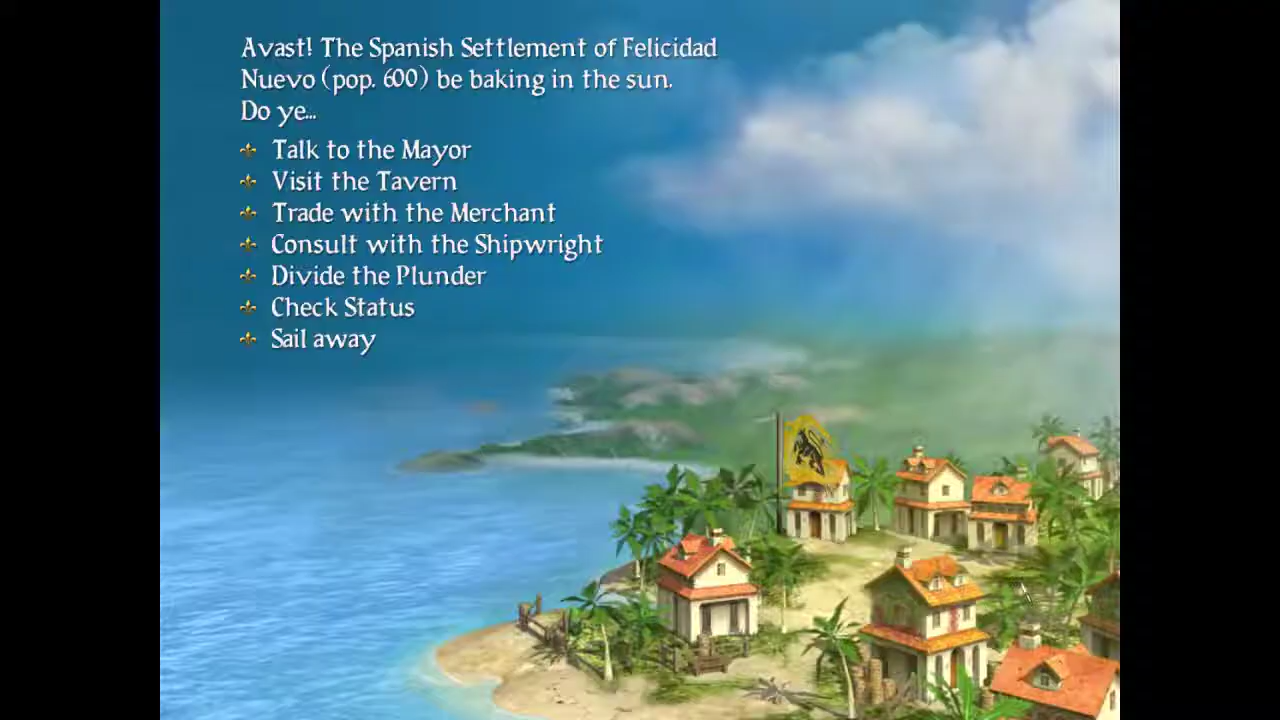 Avast! The Spanish Settlement of Felicidad
Nuevo (pop. 600) be baking in the sun.
Do ye...
Talk to the Mayor
Visit the Tavern
Trade with the Merchant
Consult with the Shipwright
Divide the Plunder
Check Status
Sail away